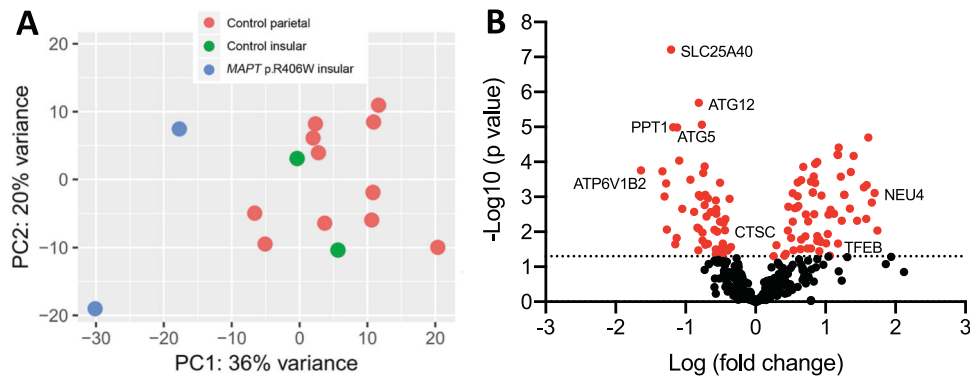 A
Control parietal
Control insular
MAPT p.R406W insular
PC2: 20% variance
20
10
0
−10
−20
−30
−20
−10
0
10
20
PC1: 36% variance
B
-Log10 (p value)
8
7
6
5
4
3
2
1
0
SLC25A40
ATG12
PPT1
ATG5
ATP6V1B2
NEU4
CTSC
TFEB
-3
-2
-1
0
1
2
3
Log (fold change)